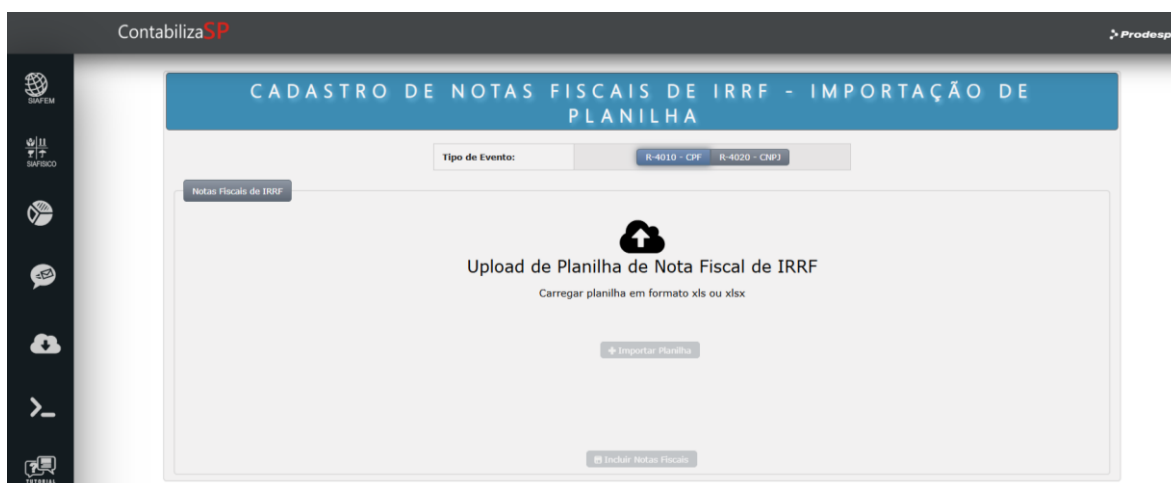 ContabilizaSP
Prodesp
SIAFEM
SIAFISICO
TUTORIAL
CADASTRO DE NOTAS FISCAIS DE IRRF - IMPORTAÇÃO DE
PLANILHA
Tipo de Evento:
R-4010 - CPF
R-4020 - CNPJ
Notas Fiscais de IRRF
Upload de Planilha de Nota Fiscal de IRRF
Carregar planilha em formato xls ou xlsx
Importar Planilha
Incluir Notas Fiscais